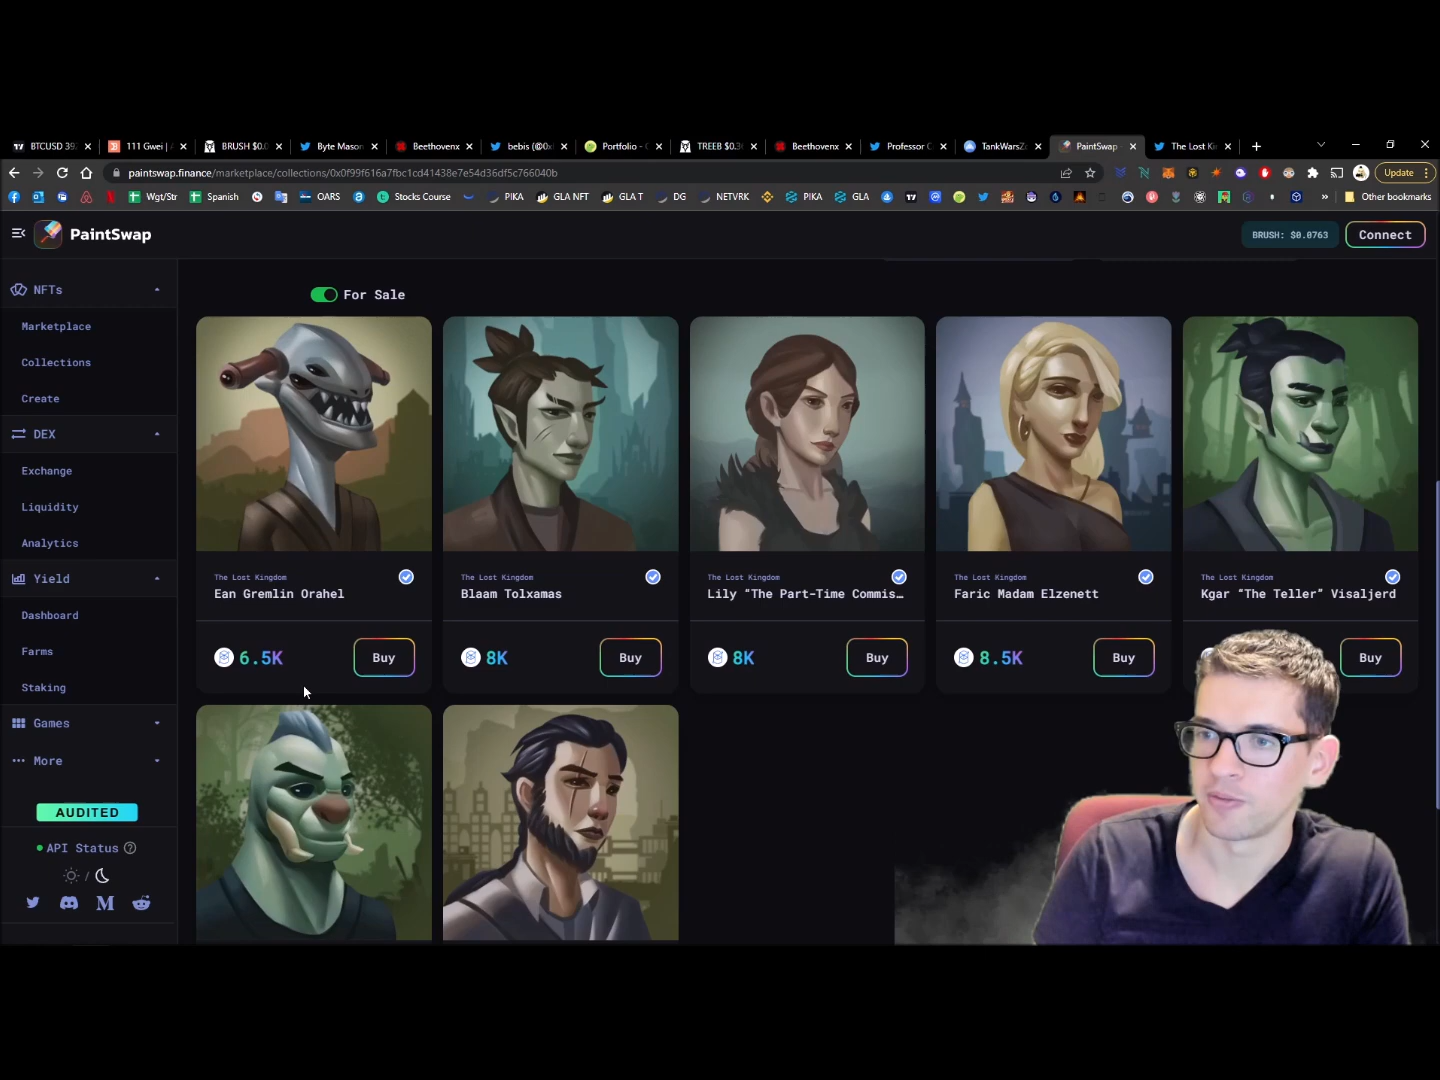 BTCUSD 39
111 Gwei |
BRUSH $0.0
Byte Mason
Beethovenx
bebis (@0x
Portfolio -
TREEB $0.3
Beethovenx
Professor
TankWarsZ
PaintSwap
The Lost Ki
paintswap.finance/marketplace/collections/0x0f99f616a7fbc1cd41438e7e54d36df5c766040b
Update
Wgt/Str
Spanish
OARS
Stocks Course
PIKA
GLA NFT
GLA T
DG
NETVRK
PIKA
GLA
Other bookmarks
PaintSwap
BRUSH: $0.0763
Connect
NFTs
Marketplace
Collections
Create
DEX
Exchange
Liquidity
Analytics
Yield
Dashboard
Farms
Staking
Games
More
AUDITED
API Status
For Sale
The Lost Kingdom
Ean Gremlin Orahel
6.5K
Buy
The Lost Kingdom
Blaam Tolxamas
8K
Buy
The Lost Kingdom
Lily “The Part-Time Commis…
8K
Buy
The Lost Kingdom
Faric Madam Elzenett
8.5K
Buy
The Lost Kingdom
Kgar “The Teller” Visaljerd
Buy